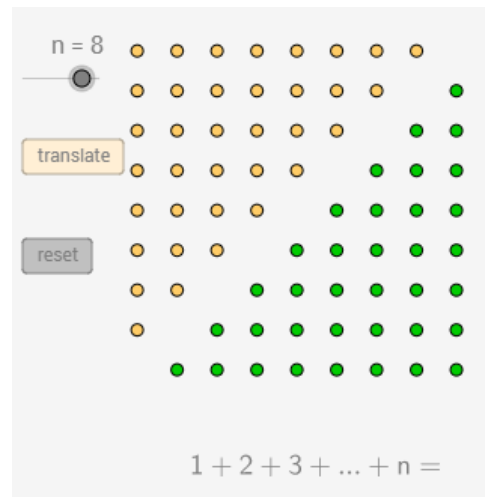 n = 8
translate
reset
1 + 2 + 3 + ... + n =